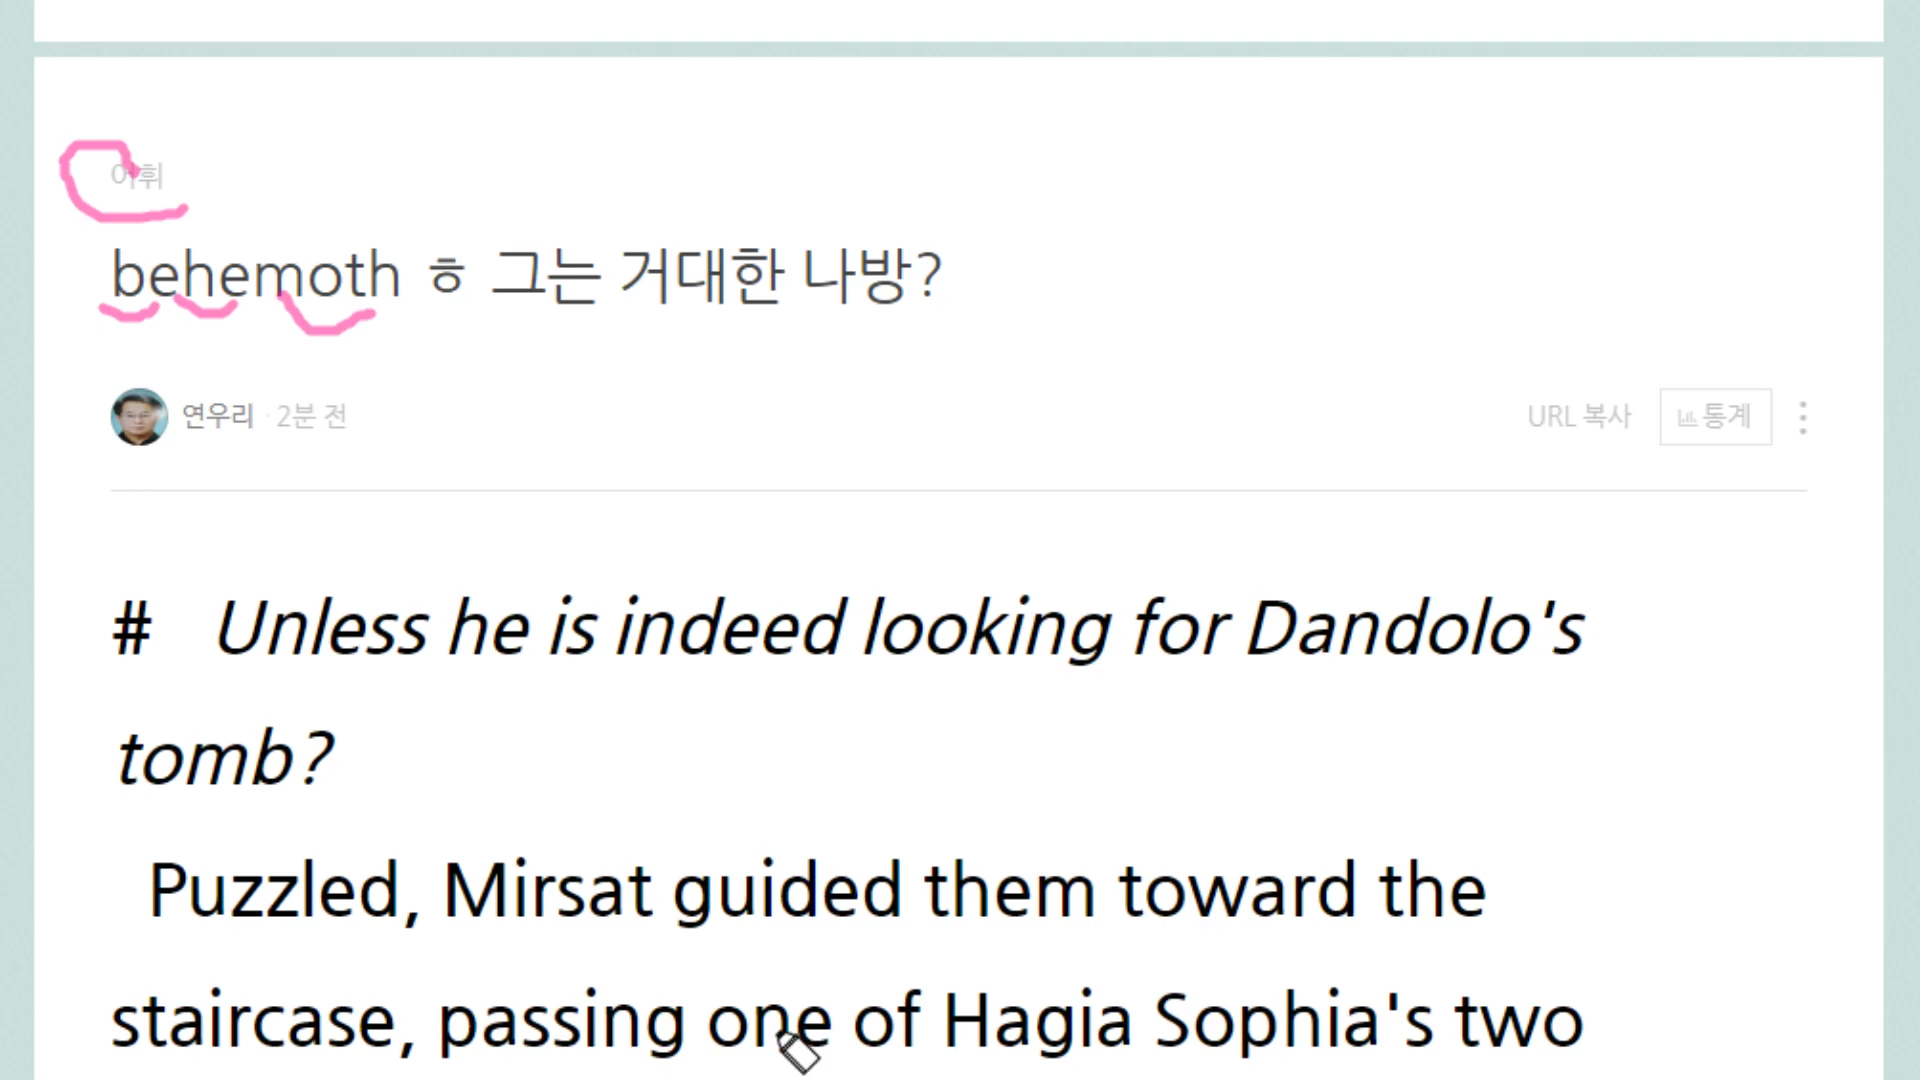 어휘
behemoth ㅎ 그는 거대한 나방?
연우리 · 2분 전
URL 복사
통계
# Unless he is indeed looking for Dandolo's
tomb?
Puzzled, Mirsat guided them toward the
staircase, passing one of Hagia Sophia's two